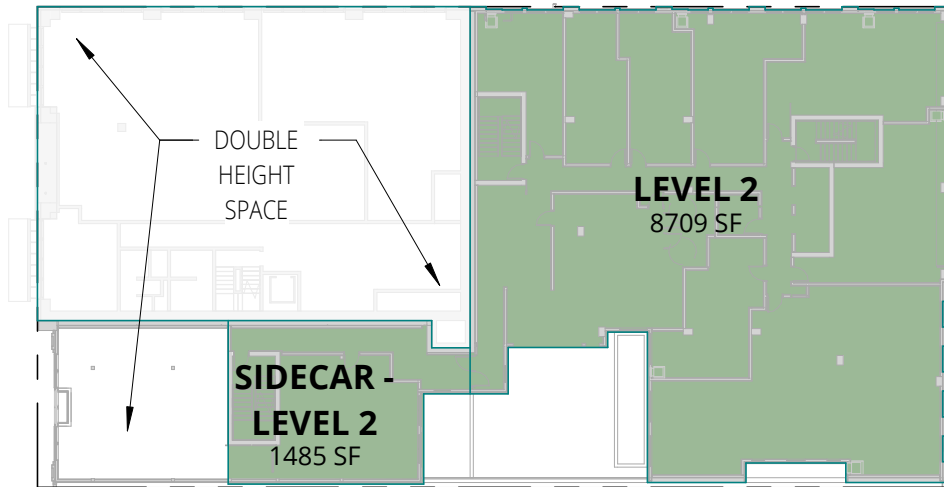 DOUBLE
HEIGHT
SPACE
LEVEL 2
8709 SF
SIDECAR -
LEVEL 2
1485 SF